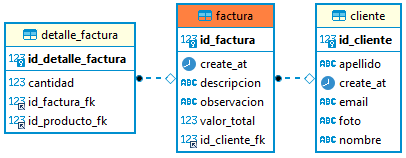 detalle_factura
123 id_detalle_factura
123 cantidad
123 id_factura_fk
123 id_producto_fk
factura
123 id_factura
create_at
ABC descripcion
ABC observacion
123 valor_total
123 id_cliente_fk
cliente
123 id_cliente
ABC apellido
create_at
ABC email
ABC foto
ABC nombre